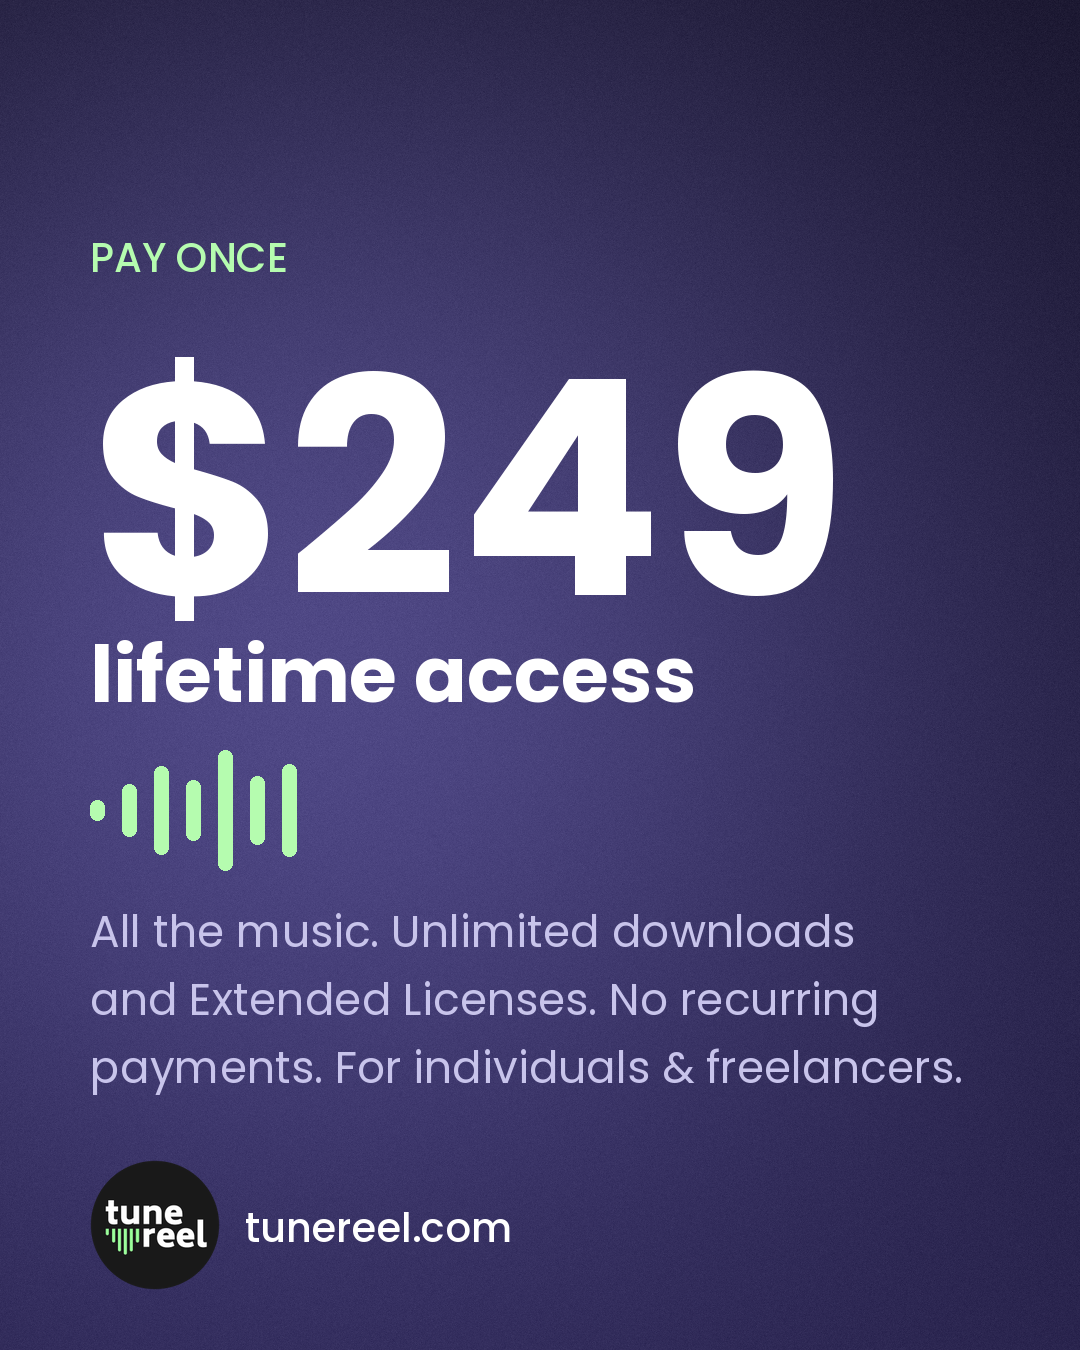 PAY ONCE
$249
lifetime access
All the music. Unlimited downloads
and Extended Licenses. No recurring
payments. For individuals & freelancers.
tune
reel
tunereel.com